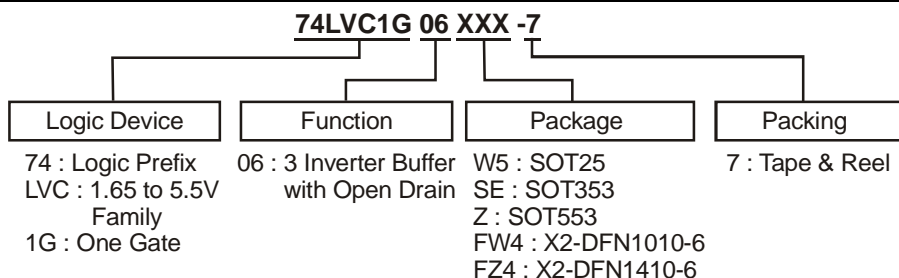 74LVC1G 06 XXX -7
Logic Device
Function
Package
Packing
74 : Logic Prefix
LVC : 1.65 to 5.5V
Family
1G : One Gate
06 : 3 Inverter Buffer
with Open Drain
W5 : SOT25
SE : SOT353
Z : SOT553
FW4 : X2-DFN1010-6
FZ4 : X2-DFN1410-6
7 : Tape & Reel